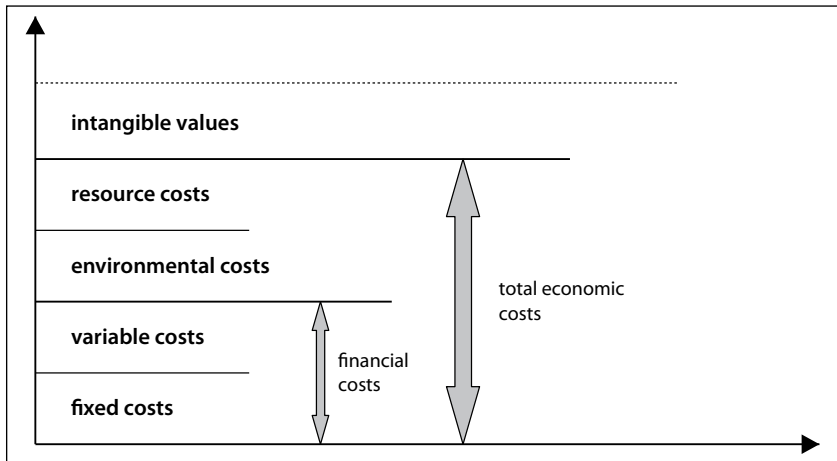 intangible values
resource costs
environmental costs
total economic
costs
variable costs
financial
costs
fixed costs